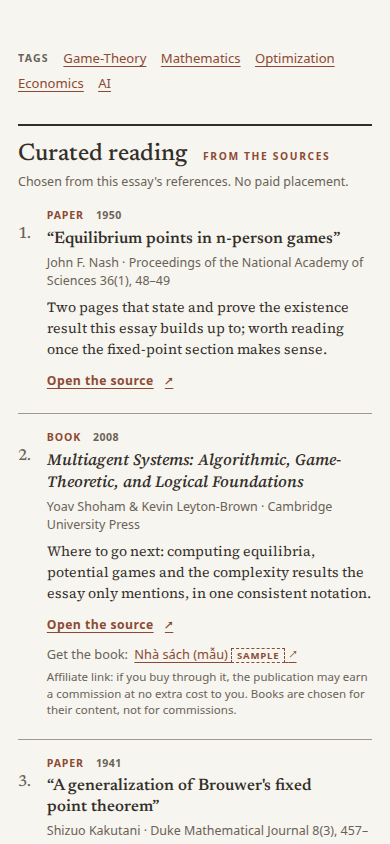 TAGS Game-Theory Mathematics Optimization
Economics AI
Curated reading FROM THE SOURCES
Chosen from this essay's references. No paid placement.
PAPER 1950
1. “Equilibrium points in n-person games”
John F. Nash · Proceedings of the National Academy of
Sciences 36(1), 48–49
Two pages that state and prove the existence
result this essay builds up to; worth reading
once the fixed-point section makes sense.
Open the source ↗
BOOK 2008
2. Multiagent Systems: Algorithmic, Game-
Theoretic, and Logical Foundations
Yoav Shoham & Kevin Leyton-Brown · Cambridge
University Press
Where to go next: computing equilibria,
potential games and the complexity results the
essay only mentions, in one consistent notation.
Open the source ↗
Get the book: Nhà sách (mẫu) SAMPLE ↗
Affiliate link: if you buy through it, the publication may earn
a commission at no extra cost to you. Books are chosen for
their content, not for commissions.
PAPER 1941
3. “A generalization of Brouwer's fixed
point theorem”
Shizuo Kakutani · Duke Mathematical Journal 8(3), 457–